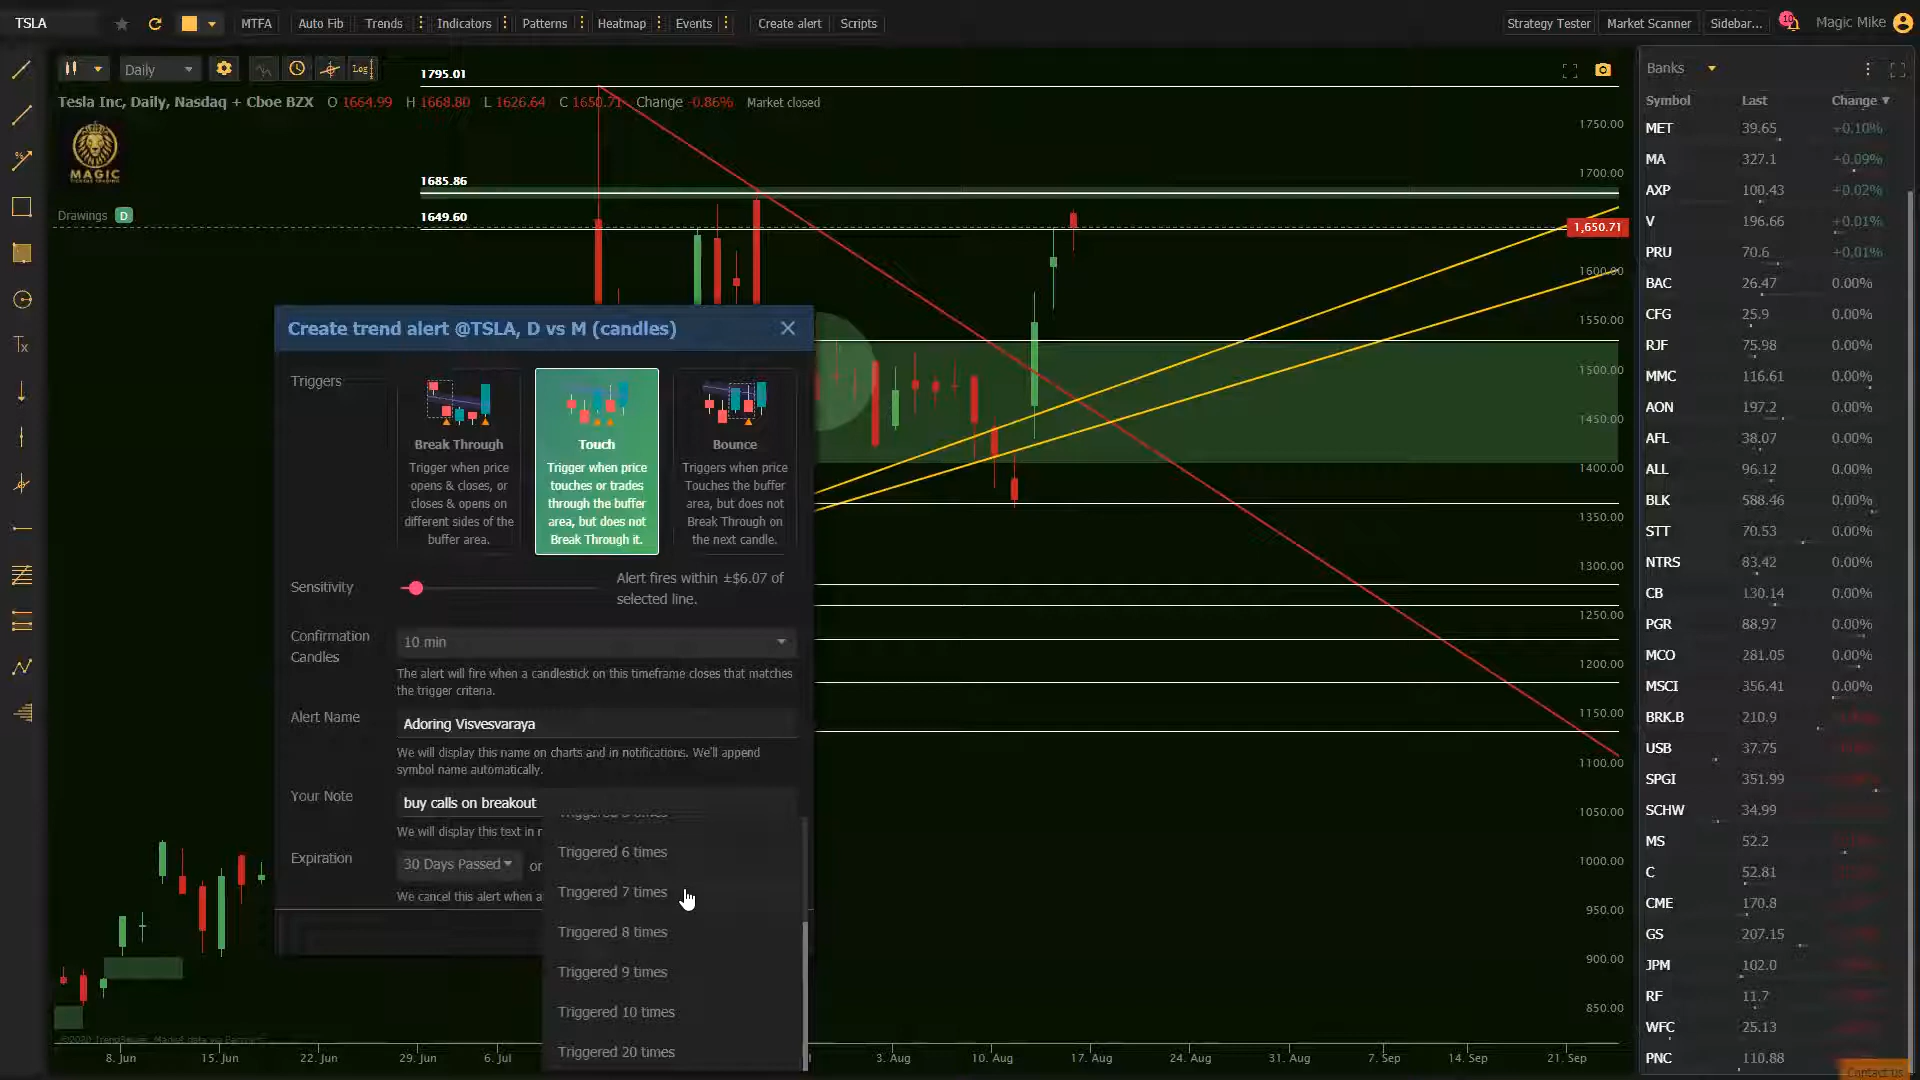 TSLA
MTFA
Auto Fib
Trends
Indicators
Patterns
Heatmap
Events
Create alert
Scripts
Strategy Tester
Market Scanner
Sidebar...
10
Magic Mike
Daily
Log
Tesla Inc, Daily, Nasdaq + Cboe BZX O 1664.99 H 1668.80 L 1626.64 C 1650.71 Change -0.86% Market closed
MAGIC
Drawings D
1795.01
1685.86
1649.60
1750.00
1700.00
1,650.71
1600.00
1550.00
1500.00
1450.00
1400.00
1350.00
1300.00
1250.00
1200.00
1150.00
1100.00
1050.00
1000.00
950.00
900.00
850.00
Create trend alert @TSLA, D vs M (candles)
Triggers
Break Through
Trigger when price
opens & closes, or
closes & opens on
different sides of the
buffer area.
Touch
Trigger when price
touches or trades
through the buffer
area, but does not
Break Through it.
Bounce
Triggers when price
Touches the buffer
area, but does not
Break Through on
the next candle.
Sensitivity
Alert fires within ±$6.07 of
selected line.
Confirmation
Candles
10 min
The alert will fire when a candlestick on this timeframe closes that matches
the trigger criteria.
Alert Name
Adoring Visvesvaraya
We will display this name on charts and in notifications. We'll append
symbol name automatically.
Your Note
buy calls on breakout
We will display this text in
Expiration
30 Days Passed
or
We cancel this alert when a
Triggered 6 times
Triggered 7 times
Triggered 8 times
Triggered 9 times
Triggered 10 times
Triggered 20 times
8. Jun
15. Jun
22. Jun
29. Jun
6. Jul
3. Aug
10. Aug
17. Aug
24. Aug
31. Aug
7. Sep
14. Sep
21. Sep
Banks
Symbol Last Change
MET 39.65 +0.10%
MA 327.1 +0.09%
AXP 100.43 +0.02%
V 196.66 +0.01%
PRU 70.6 +0.01%
BAC 26.47 0.00%
CFG 25.9 0.00%
RJF 75.98 0.00%
MMC 116.61 0.00%
AON 197.2 0.00%
AFL 38.07 0.00%
ALL 96.12 0.00%
BLK 588.46 0.00%
STT 70.53 0.00%
NTRS 83.42 0.00%
CB 130.14 0.00%
PGR 88.97 0.00%
MCO 281.05 0.00%
MSCI 356.41 0.00%
BRK.B 210.9
USB 37.75
SPGI 351.99
SCHW 34.99
MS 52.2
C 52.81
CME 170.8
GS 207.15
JPM 102.0
RF 11.7
WFC 25.13
PNC 110.88
Contact us